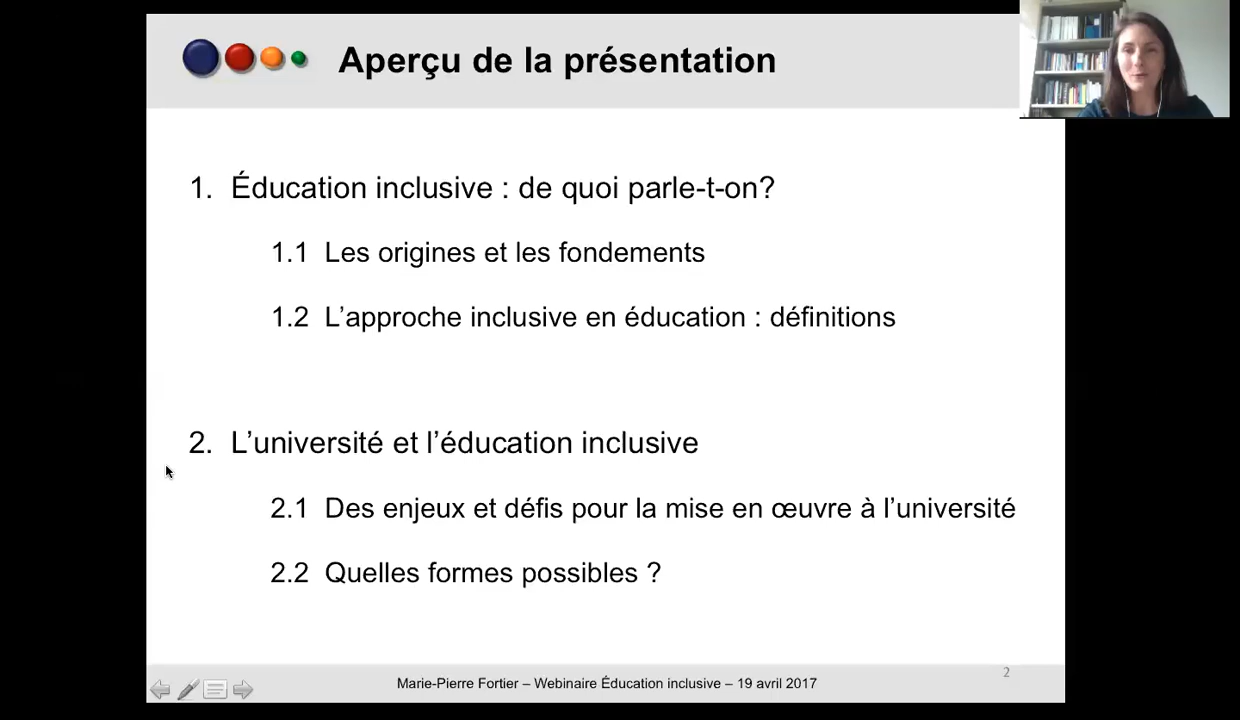 Aperçu de la présentation
1. Éducation inclusive : de quoi parle-t-on?
1.1 Les origines et les fondements
1.2 L’approche inclusive en éducation : définitions
2. L’université et l’éducation inclusive
2.1 Des enjeux et défis pour la mise en œuvre à l’université
2.2 Quelles formes possibles ?
Marie-Pierre Fortier – Webinaire Éducation inclusive – 19 avril 2017
2